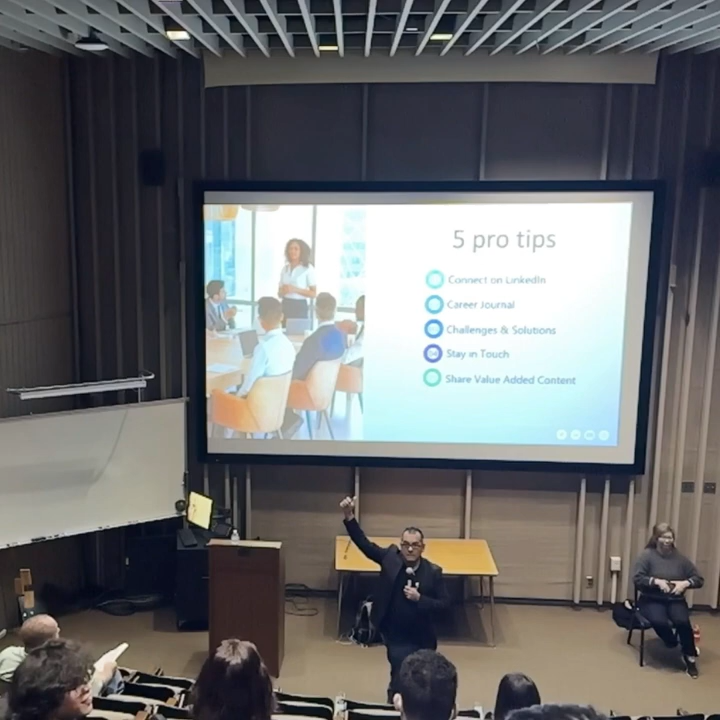 5 pro tips
Connect on LinkedIn
Career Journal
Challenges & Solutions
Stay in Touch
Share Value Added Content